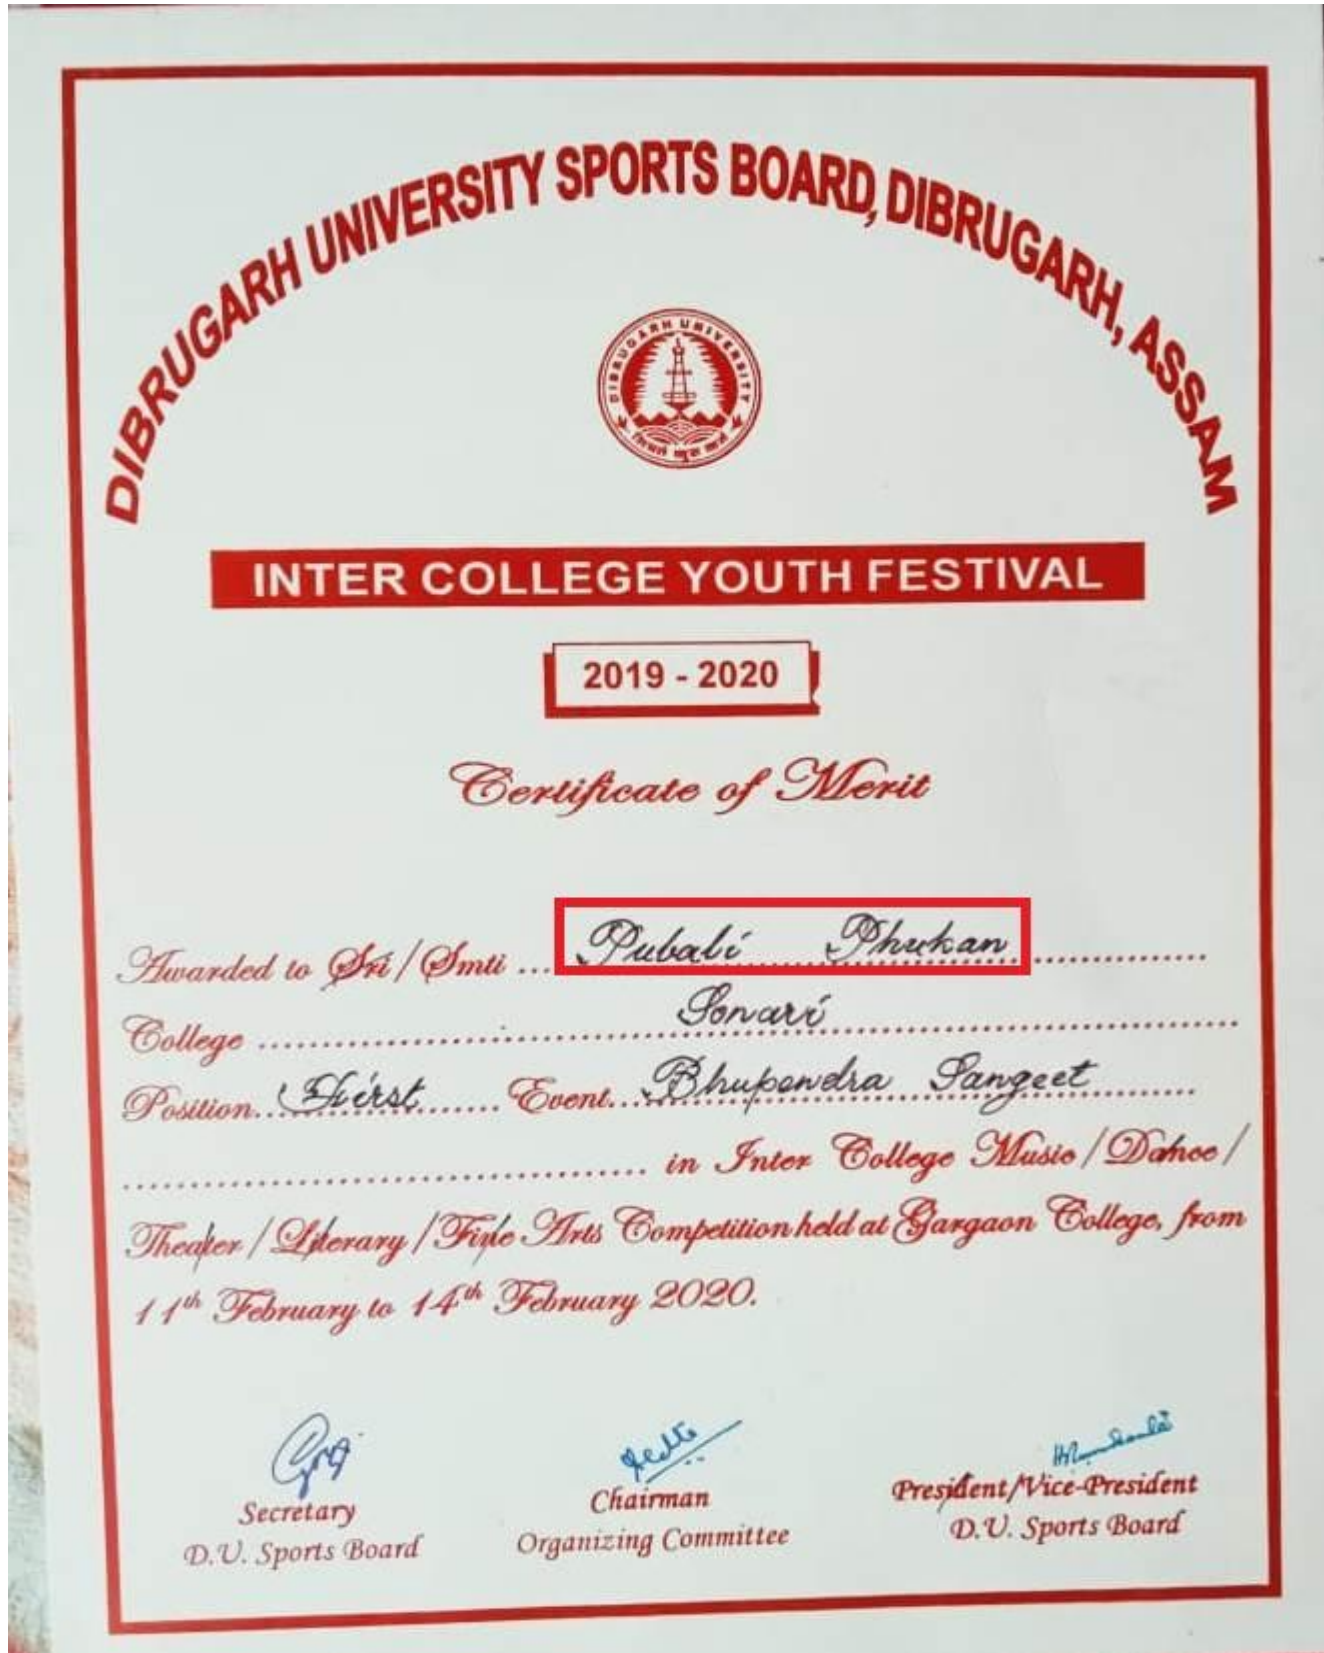 DIBRUGARH UNIVERSITY SPORTS BOARD, DIBRUGARH, ASSAM
DIBRUGARH UNIVERSITY
INTER COLLEGE YOUTH FESTIVAL
2019 - 2020
Certificate of Merit
Awarded to Sri/Smti ... Pubali Phukan
College ... Sonari
Position... First ... Event... Bhupendra Sangeet
... in Inter College Music/Dance/
Theater/Literary/Fine Arts Competition held at Gargaon College, from
11th February to 14th February 2020.
Secretary
D.U. Sports Board
Chairman
Organizing Committee
President/Vice-President
D.U. Sports Board